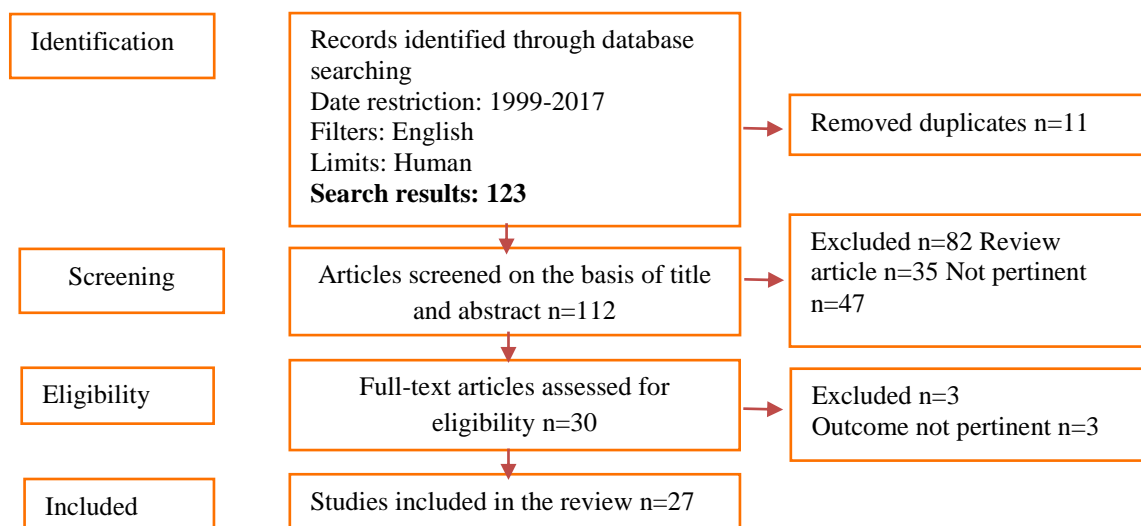 Identification
Records identified through database
searching
Date restriction: 1999-2017
Filters: English
Limits: Human
Search results: 123
Removed duplicates n=11
Screening
Articles screened on the basis of title
and abstract n=112
Excluded n=82 Review
article n=35 Not pertinent
n=47
Eligibility
Full-text articles assessed for
eligibility n=30
Excluded n=3
Outcome not pertinent n=3
Included
Studies included in the review n=27